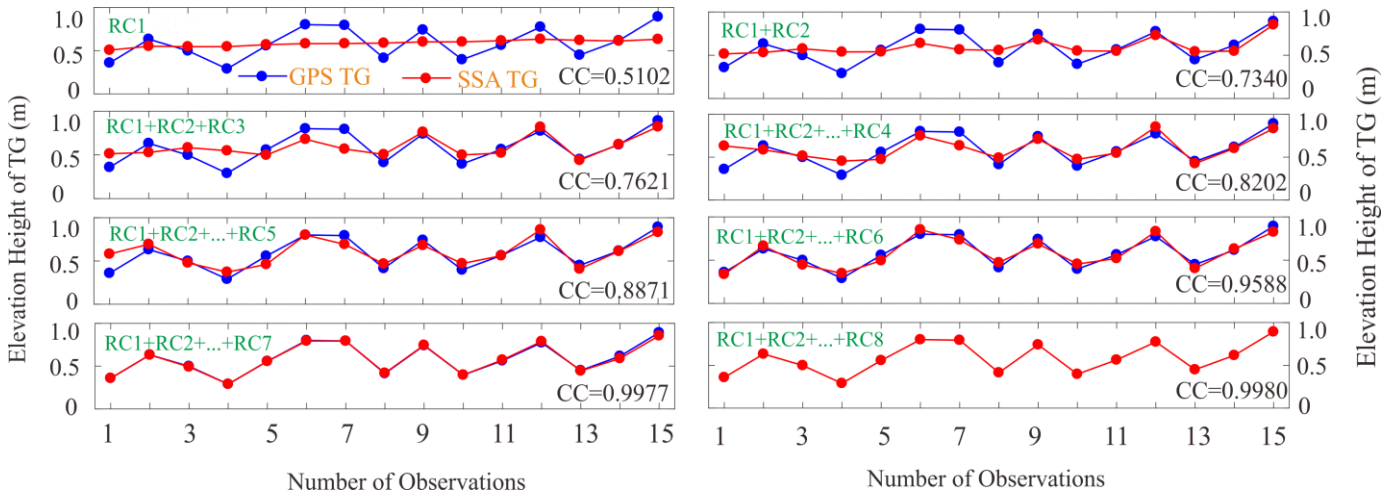 1.0
RC1
0.5
GPS TG
SSA TG
0
CC=0.5102
1.0
RC1+RC2
0.5
0
CC=0.7340
1.0
RC1+RC2+RC3
0.5
0
CC=0.7621
1.0
RC1+RC2+...+RC4
0.5
0
CC=0.8202
1.0
RC1+RC2+...+RC5
0.5
0
CC=0.8871
1.0
RC1+RC2+...+RC6
0.5
0
CC=0.9588
1.0
RC1+RC2+...+RC7
0.5
0
CC=0.9977
1.0
RC1+RC2+...+RC8
0.5
0
CC=0.9980
1 3 5 7 9 11 13 15
1 3 5 7 9 11 13 15
Number of Observations
Number of Observations
Elevation Height of TG (m)
Elevation Height of TG (m)